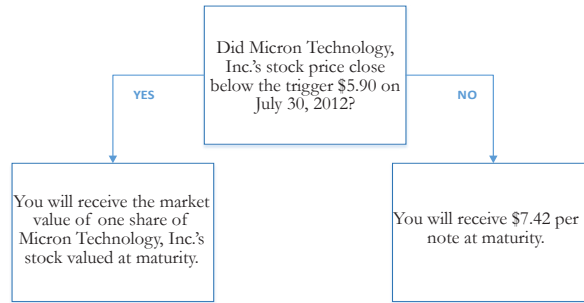 Did Micron Technology,
Inc.'s stock price close
below the trigger $5.90 on
July 30, 2012?
YES
NO
You will receive the market
value of one share of
Micron Technology, Inc.'s
stock valued at maturity.
You will receive $7.42 per
note at maturity.